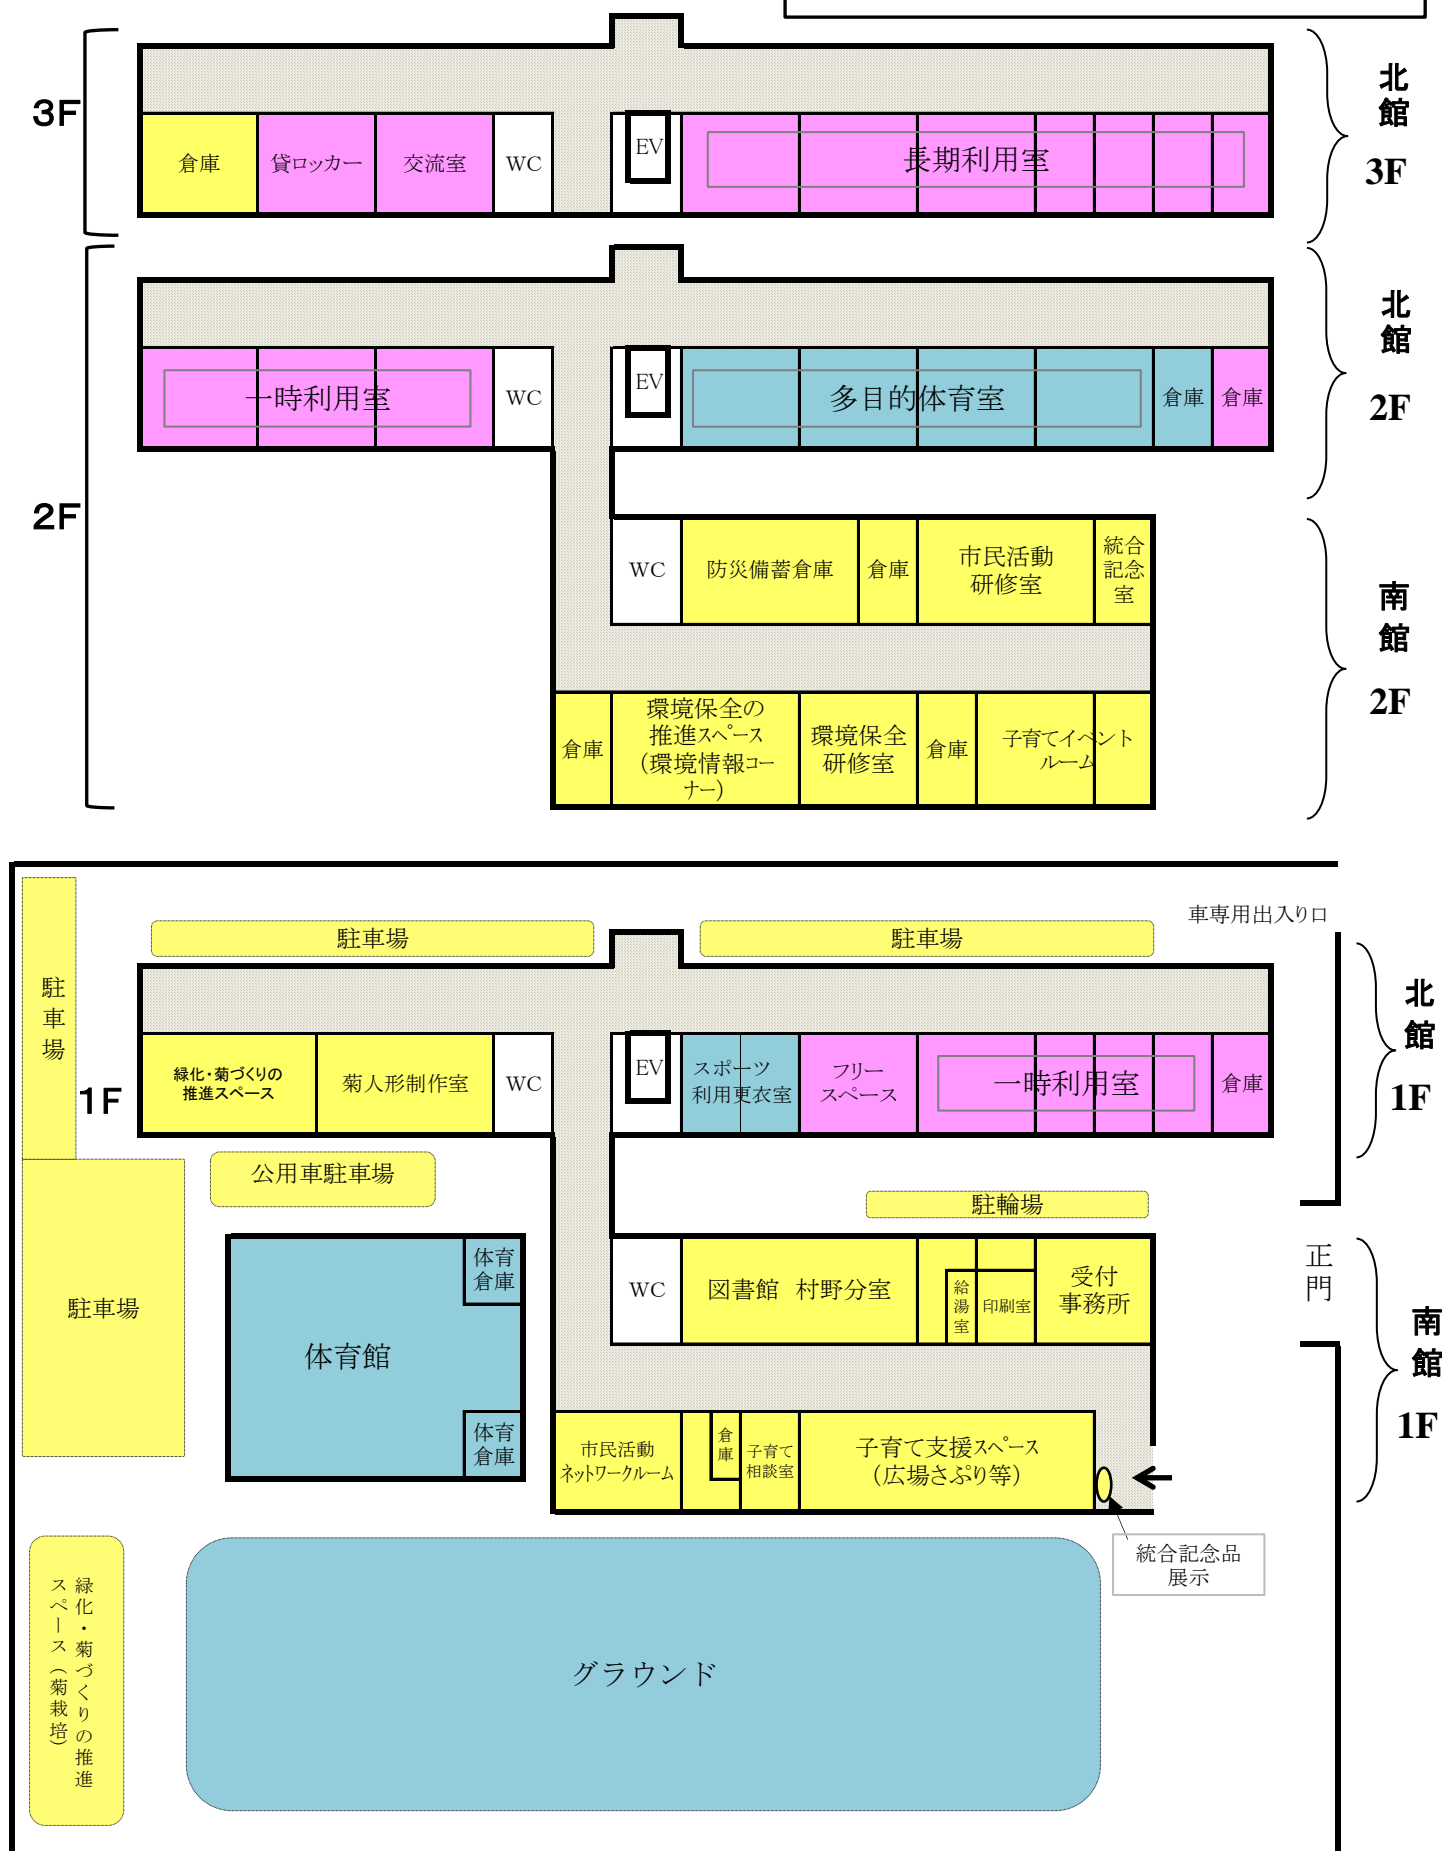 3F
倉庫
貸ロッカー
交流室
WC
EV
長期利用室
北
館
3F
2F
一時利用室
WC
EV
多目的体育室
倉庫
倉庫
北
館
2F
WC
防災備蓄倉庫
倉庫
市民活動
研修室
統合
記念
室
倉庫
環境保全の
推進スペース
（環境情報コー
ナー）
環境保全
研修室
倉庫
子育てイベント
ルーム
南
館
2F
車専用出入り口
駐車場
駐車場
駐車場
1F
緑化・菊づくりの
推進スペース
菊人形制作室
WC
EV
スポーツ
利用更衣室
フリー
スペース
一時利用室
倉庫
北
館
1F
公用車駐車場
駐輪場
駐車場
体育館
体育
倉庫
体育
倉庫
WC
図書館 村野分室
給
湯
室
印刷室
受付
事務所
正
門
市民活動
ネットワークルーム
倉
庫
子育て
相談室
子育て支援スペース
（広場さぷり等）
南
館
1F
統合記念品
展示
緑化・菊づくりの推進
スペース（菊栽培）
グラウンド